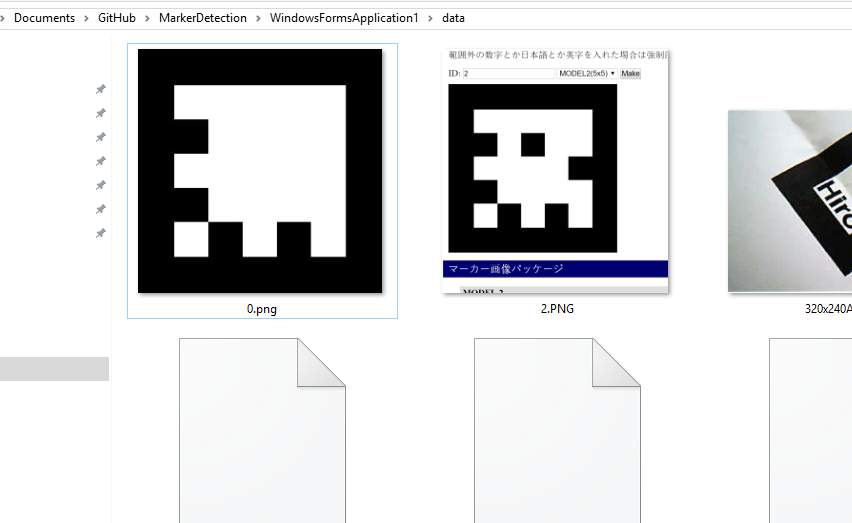 Documents > GitHub > MarkerDetection > WindowsFormsApplication1 > data
範囲外の数字とか日本語とか英字を入れた場合は強制的
ID: 2 MODEL2(5x5) Make
マーカー画像パッケージ
MODEL 2
Hiro
0.png
2.PNG
320x240A